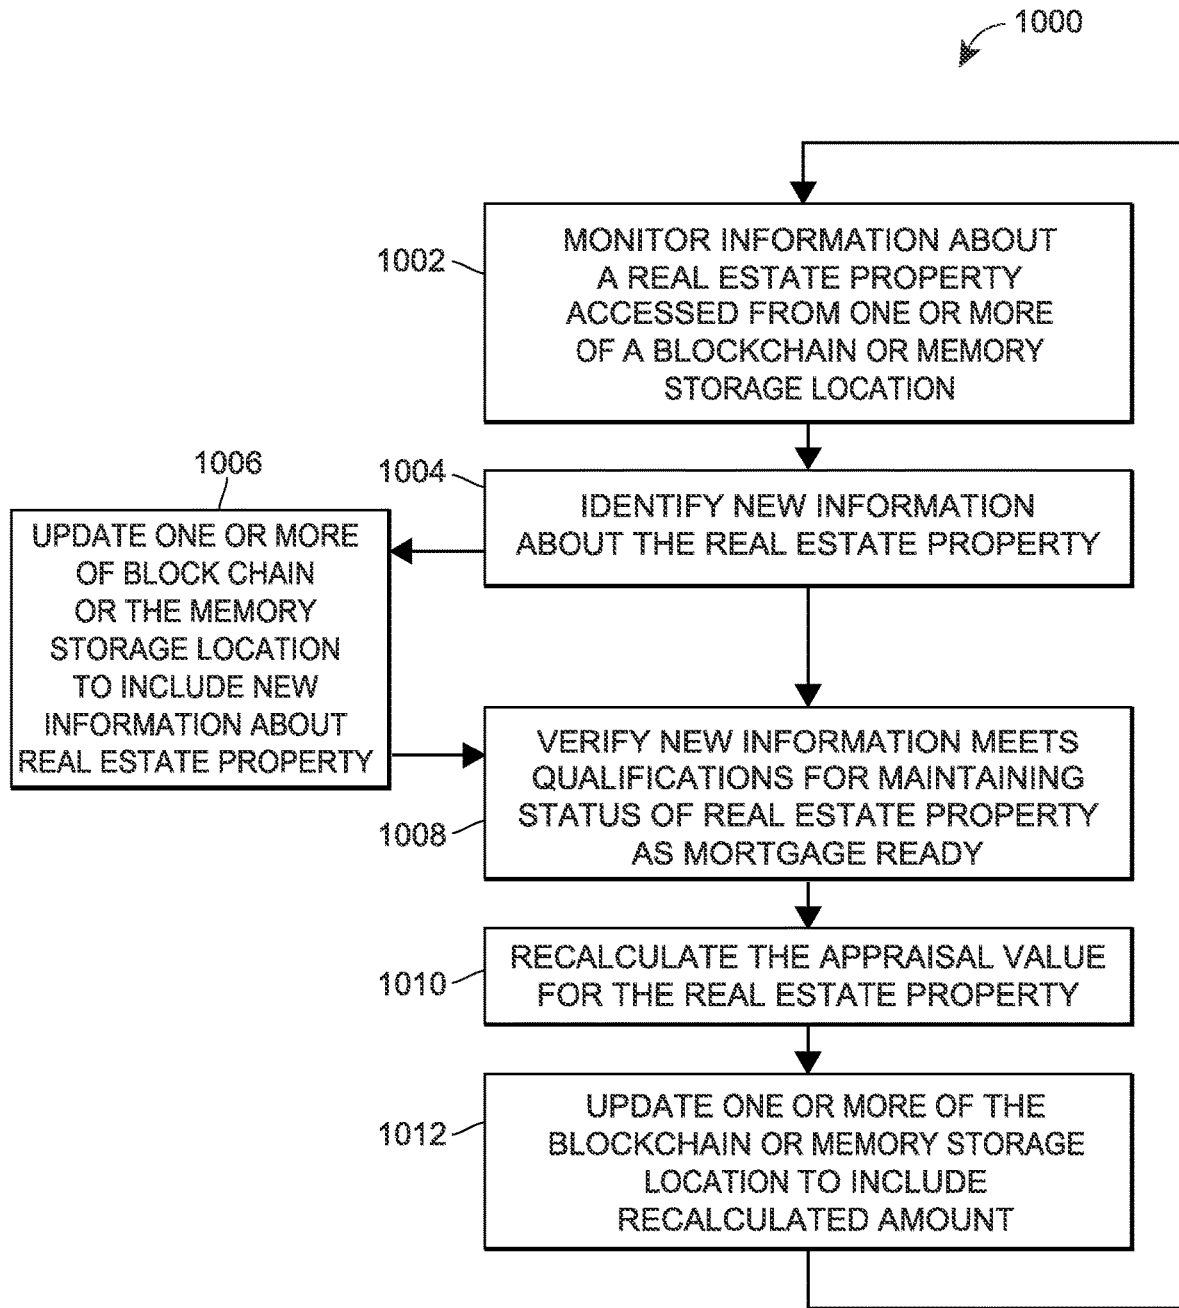 1000
1002
MONITOR INFORMATION ABOUT
A REAL ESTATE PROPERTY
ACCESSED FROM ONE OR MORE
OF A BLOCKCHAIN OR MEMORY
STORAGE LOCATION
1004
IDENTIFY NEW INFORMATION
ABOUT THE REAL ESTATE PROPERTY
1006
UPDATE ONE OR MORE
OF BLOCK CHAIN
OR THE MEMORY
STORAGE LOCATION
TO INCLUDE NEW
INFORMATION ABOUT
REAL ESTATE PROPERTY
1008
VERIFY NEW INFORMATION MEETS
QUALIFICATIONS FOR MAINTAINING
STATUS OF REAL ESTATE PROPERTY
AS MORTGAGE READY
1010
RECALCULATE THE APPRAISAL VALUE
FOR THE REAL ESTATE PROPERTY
1012
UPDATE ONE OR MORE OF THE
BLOCKCHAIN OR MEMORY STORAGE
LOCATION TO INCLUDE
RECALCULATED AMOUNT